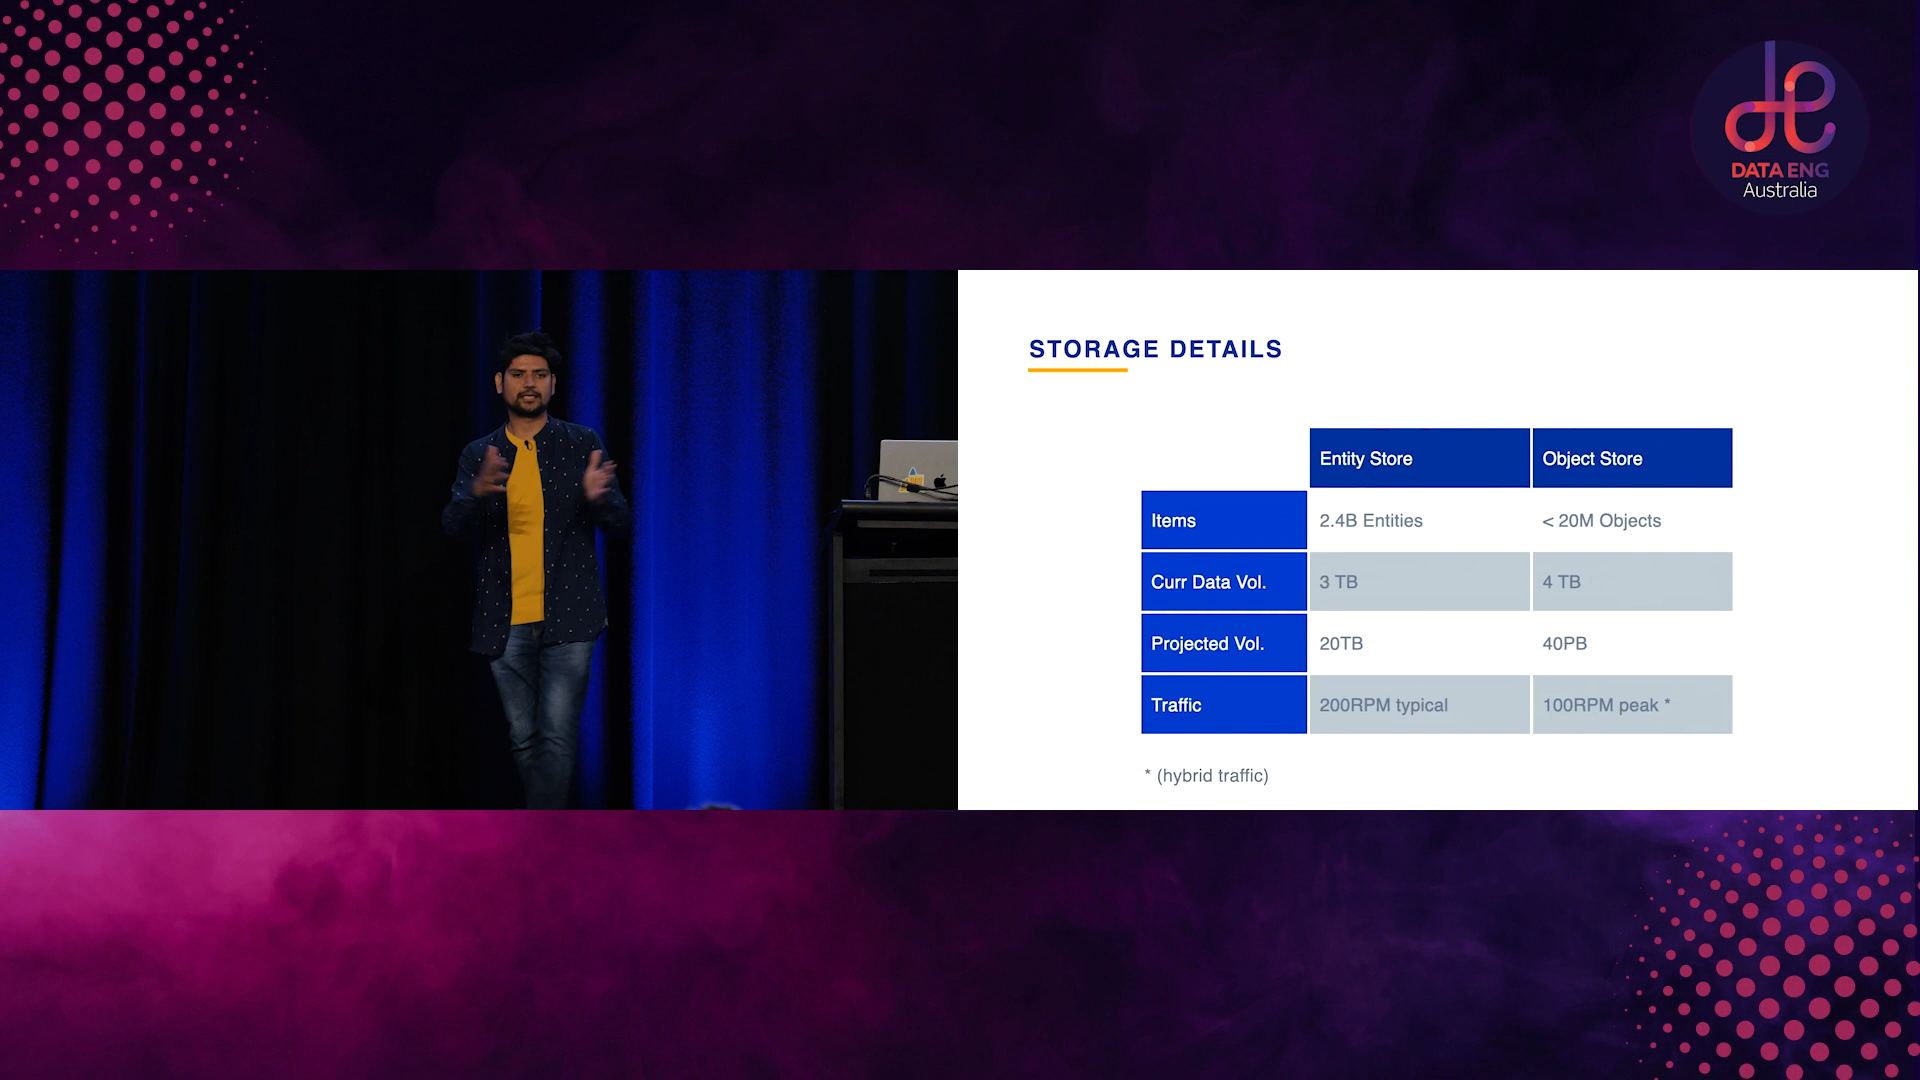 DATA ENG
Australia
STORAGE DETAILS
Entity Store Object Store
Items 2.4B Entities < 20M Objects
Curr Data Vol. 3 TB 4 TB
Projected Vol. 20TB 40PB
Traffic 200RPM typical 100RPM peak *
* (hybrid traffic)